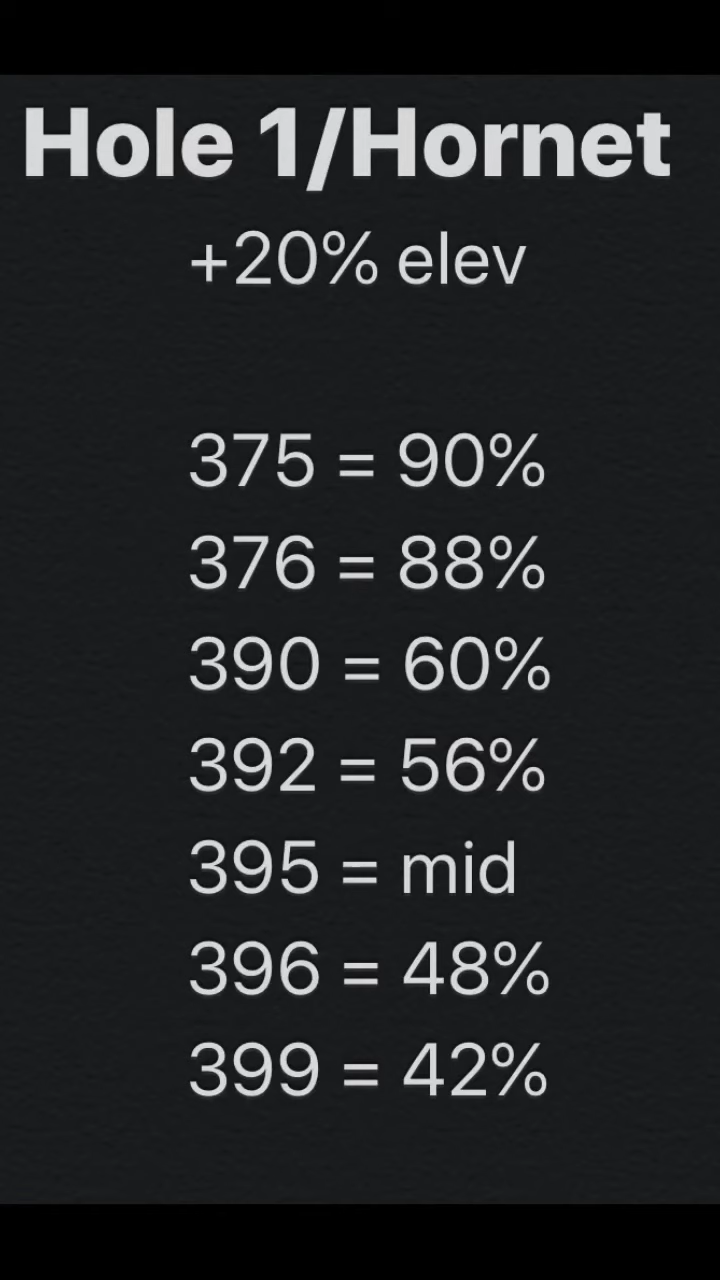 Hole 1/Hornet
+20% elev
375 = 90%
376 = 88%
390 = 60%
392 = 56%
395 = mid
396 = 48%
399 = 42%